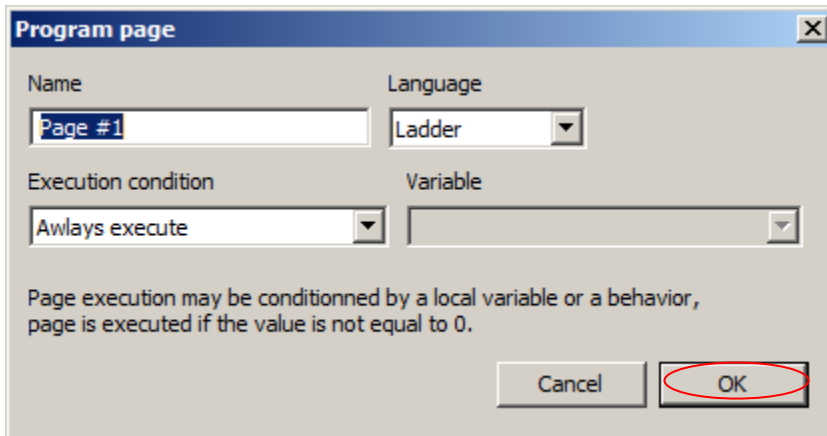 Program page
Name
Language
Page #1
Ladder
Execution condition
Variable
Awlays execute
Page execution may be conditionned by a local variable or a behavior,
page is executed if the value is not equal to 0.
Cancel
OK